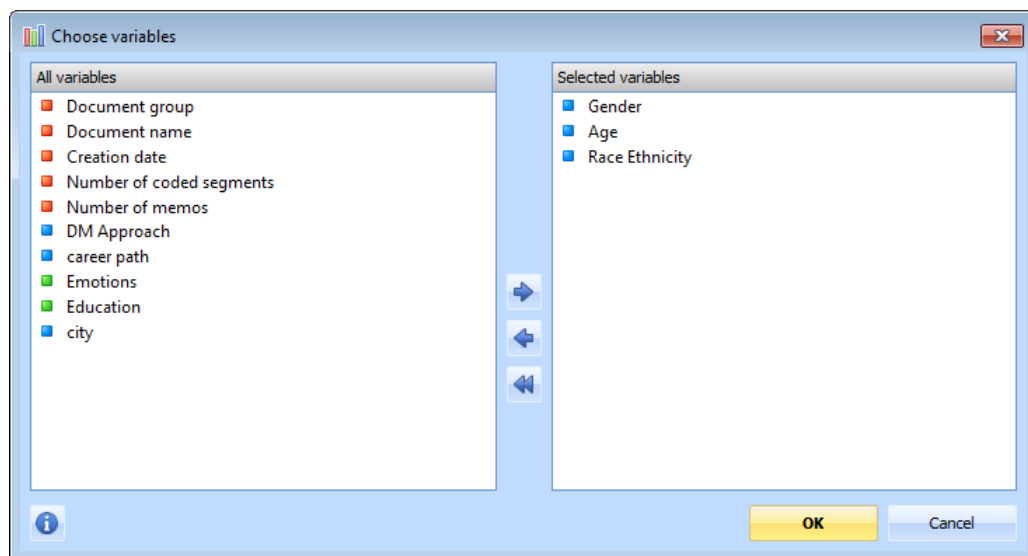 Choose variables
All variables
Document group
Document name
Creation date
Number of coded segments
Number of memos
DM Approach
career path
Emotions
Education
city
Selected variables
Gender
Age
Race Ethnicity
OK
Cancel